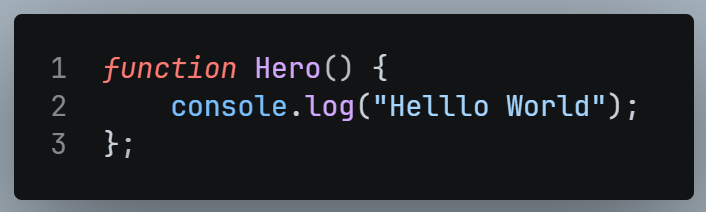 1 function Hero() {
2     console.log("Helllo World");
3 };